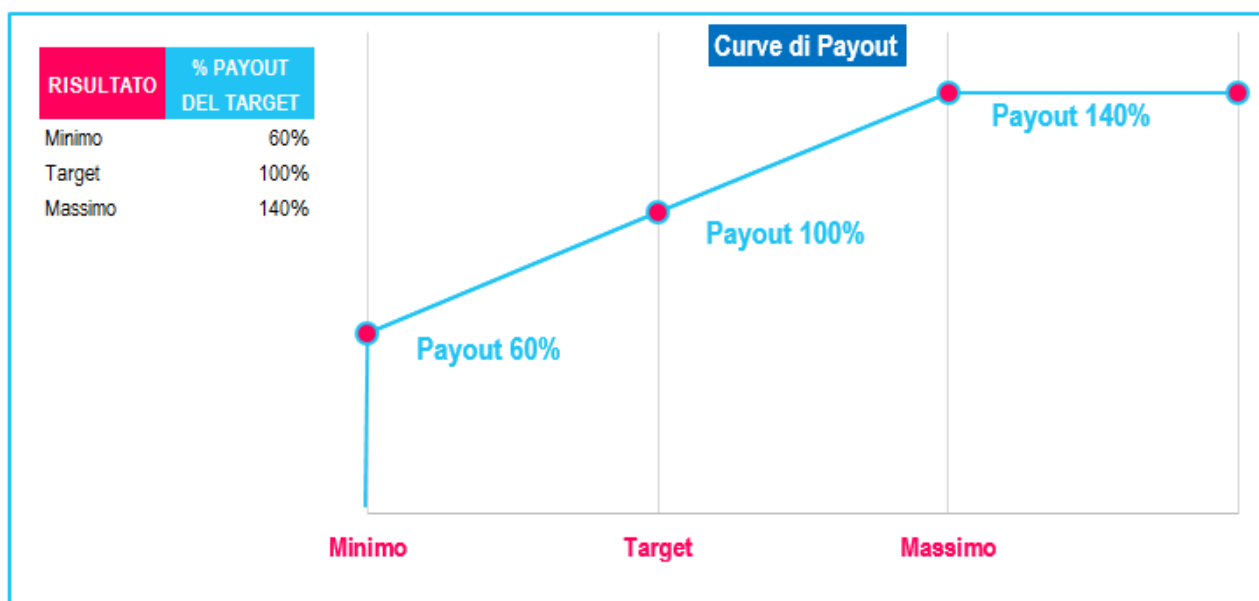 Curve di Payout
RISULTATO
% PAYOUT
DEL TARGET
Minimo 60%
Target 100%
Massimo 140%
Payout 140%
Payout 100%
Payout 60%
Minimo Target Massimo